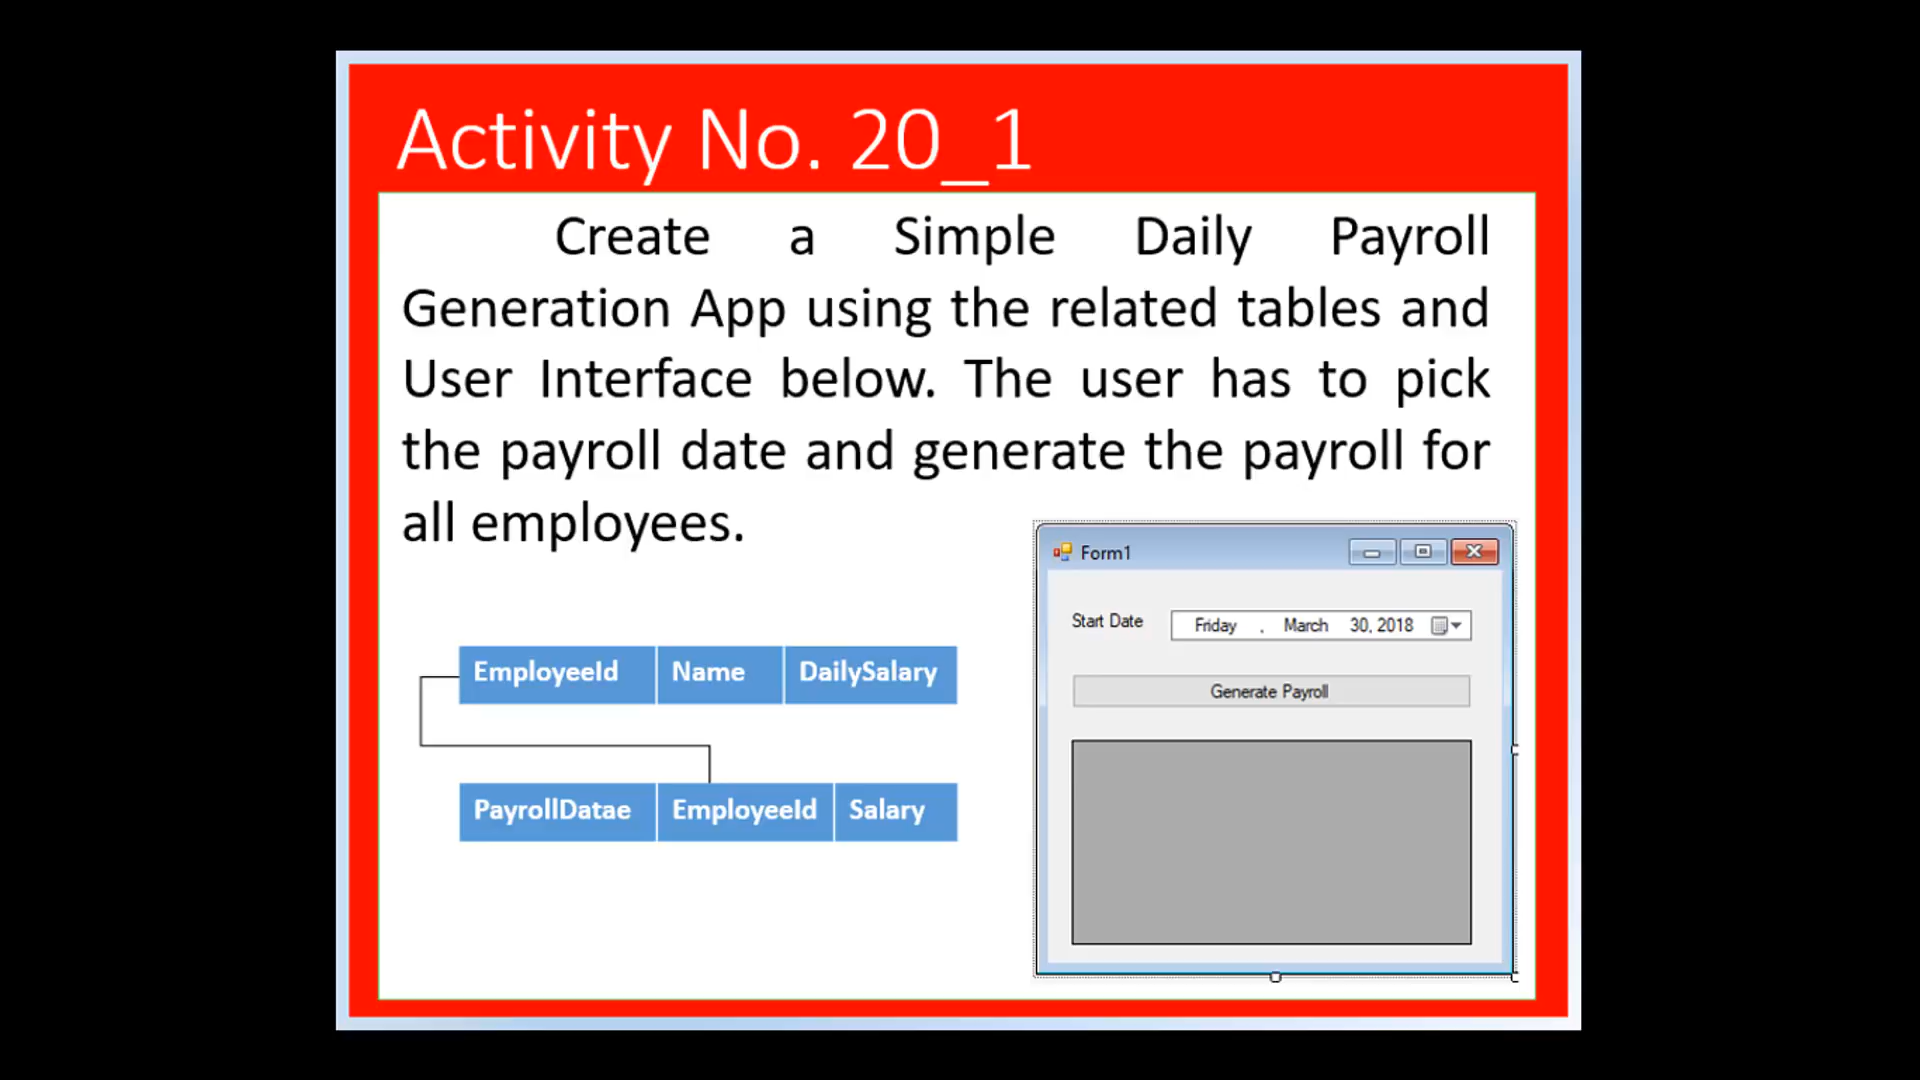 Activity No. 20_1
Create a Simple Daily Payroll
Generation App using the related tables and
User Interface below. The user has to pick
the payroll date and generate the payroll for
all employees.
Form1
Start Date Friday , March 30, 2018
Generate Payroll
EmployeeId Name DailySalary
PayrollDatae EmployeeId Salary